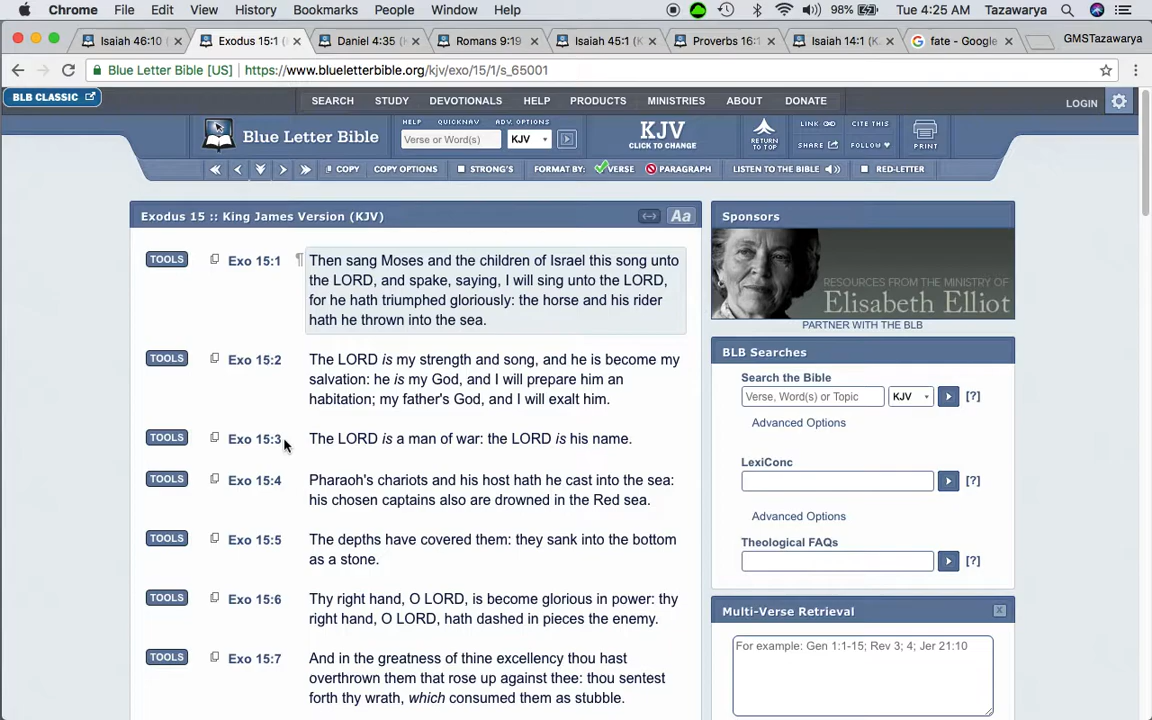 Chrome File Edit View History Bookmarks People Window Help 98% Tue 4:25 AM Tazawarya
Isaiah 46:10 Exodus 15:1 Daniel 4:35 Romans 9:19 Isaiah 45:1 Proverbs 16:1 Isaiah 14:1 fate - Google GMSTazawarya
Blue Letter Bible [US] https://www.blueletterbible.org/kjv/exo/15/1/s_65001
BLB CLASSIC SEARCH STUDY DEVOTIONALS HELP PRODUCTS MINISTRIES ABOUT DONATE LOGIN
HELP QUICKNAV ADV. OPTIONS
Blue Letter Bible Verse or Word(s) KJV
KJV
CLICK TO CHANGE
RETURN
TO TOP
LINK CITE THIS
SHARE FOLLOW
PRINT
COPY COPY OPTIONS STRONG'S FORMAT BY: VERSE PARAGRAPH LISTEN TO THE BIBLE RED-LETTER
Exodus 15 :: King James Version (KJV) Aa
TOOLS Exo 15:1 ¶ Then sang Moses and the children of Israel this song unto
the LORD, and spake, saying, I will sing unto the LORD,
for he hath triumphed gloriously: the horse and his rider
hath he thrown into the sea.
TOOLS Exo 15:2 The LORD is my strength and song, and he is become my
salvation: he is my God, and I will prepare him an
habitation; my father's God, and I will exalt him.
TOOLS Exo 15:3 The LORD is a man of war: the LORD is his name.
TOOLS Exo 15:4 Pharaoh's chariots and his host hath he cast into the sea:
his chosen captains also are drowned in the Red sea.
TOOLS Exo 15:5 The depths have covered them: they sank into the bottom
as a stone.
TOOLS Exo 15:6 Thy right hand, O LORD, is become glorious in power: thy
right hand, O LORD, hath dashed in pieces the enemy.
TOOLS Exo 15:7 And in the greatness of thine excellency thou hast
overthrown them that rose up against thee: thou sentest
forth thy wrath, which consumed them as stubble.
Sponsors
RESOURCES FROM THE MINISTRY
OF Elisabeth Elliot
PARTNER WITH THE BLB
BLB Searches
Search the Bible
Verse, Word(s) or Topic KJV [?]
Advanced Options
LexiConc
[?]
Advanced Options
Theological FAQs
[?]
Multi-Verse Retrieval x
For example: Gen 1:1-15; Rev 3; 4; Jer 21:10